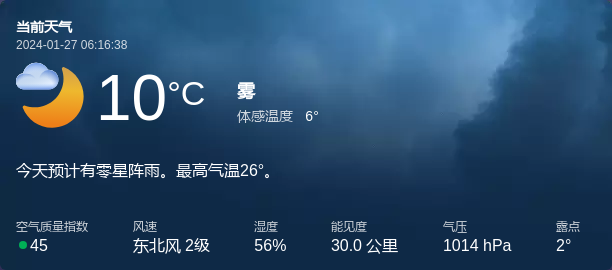 当前天气
2024-01-27 06:16:38
10°C
雾
体感温度 6°
今天预计有零星阵雨。最高气温26°。
空气质量指数 风速 湿度 能见度 气压 露点
45 东北风 2级 56% 30.0 公里 1014 hPa 2°